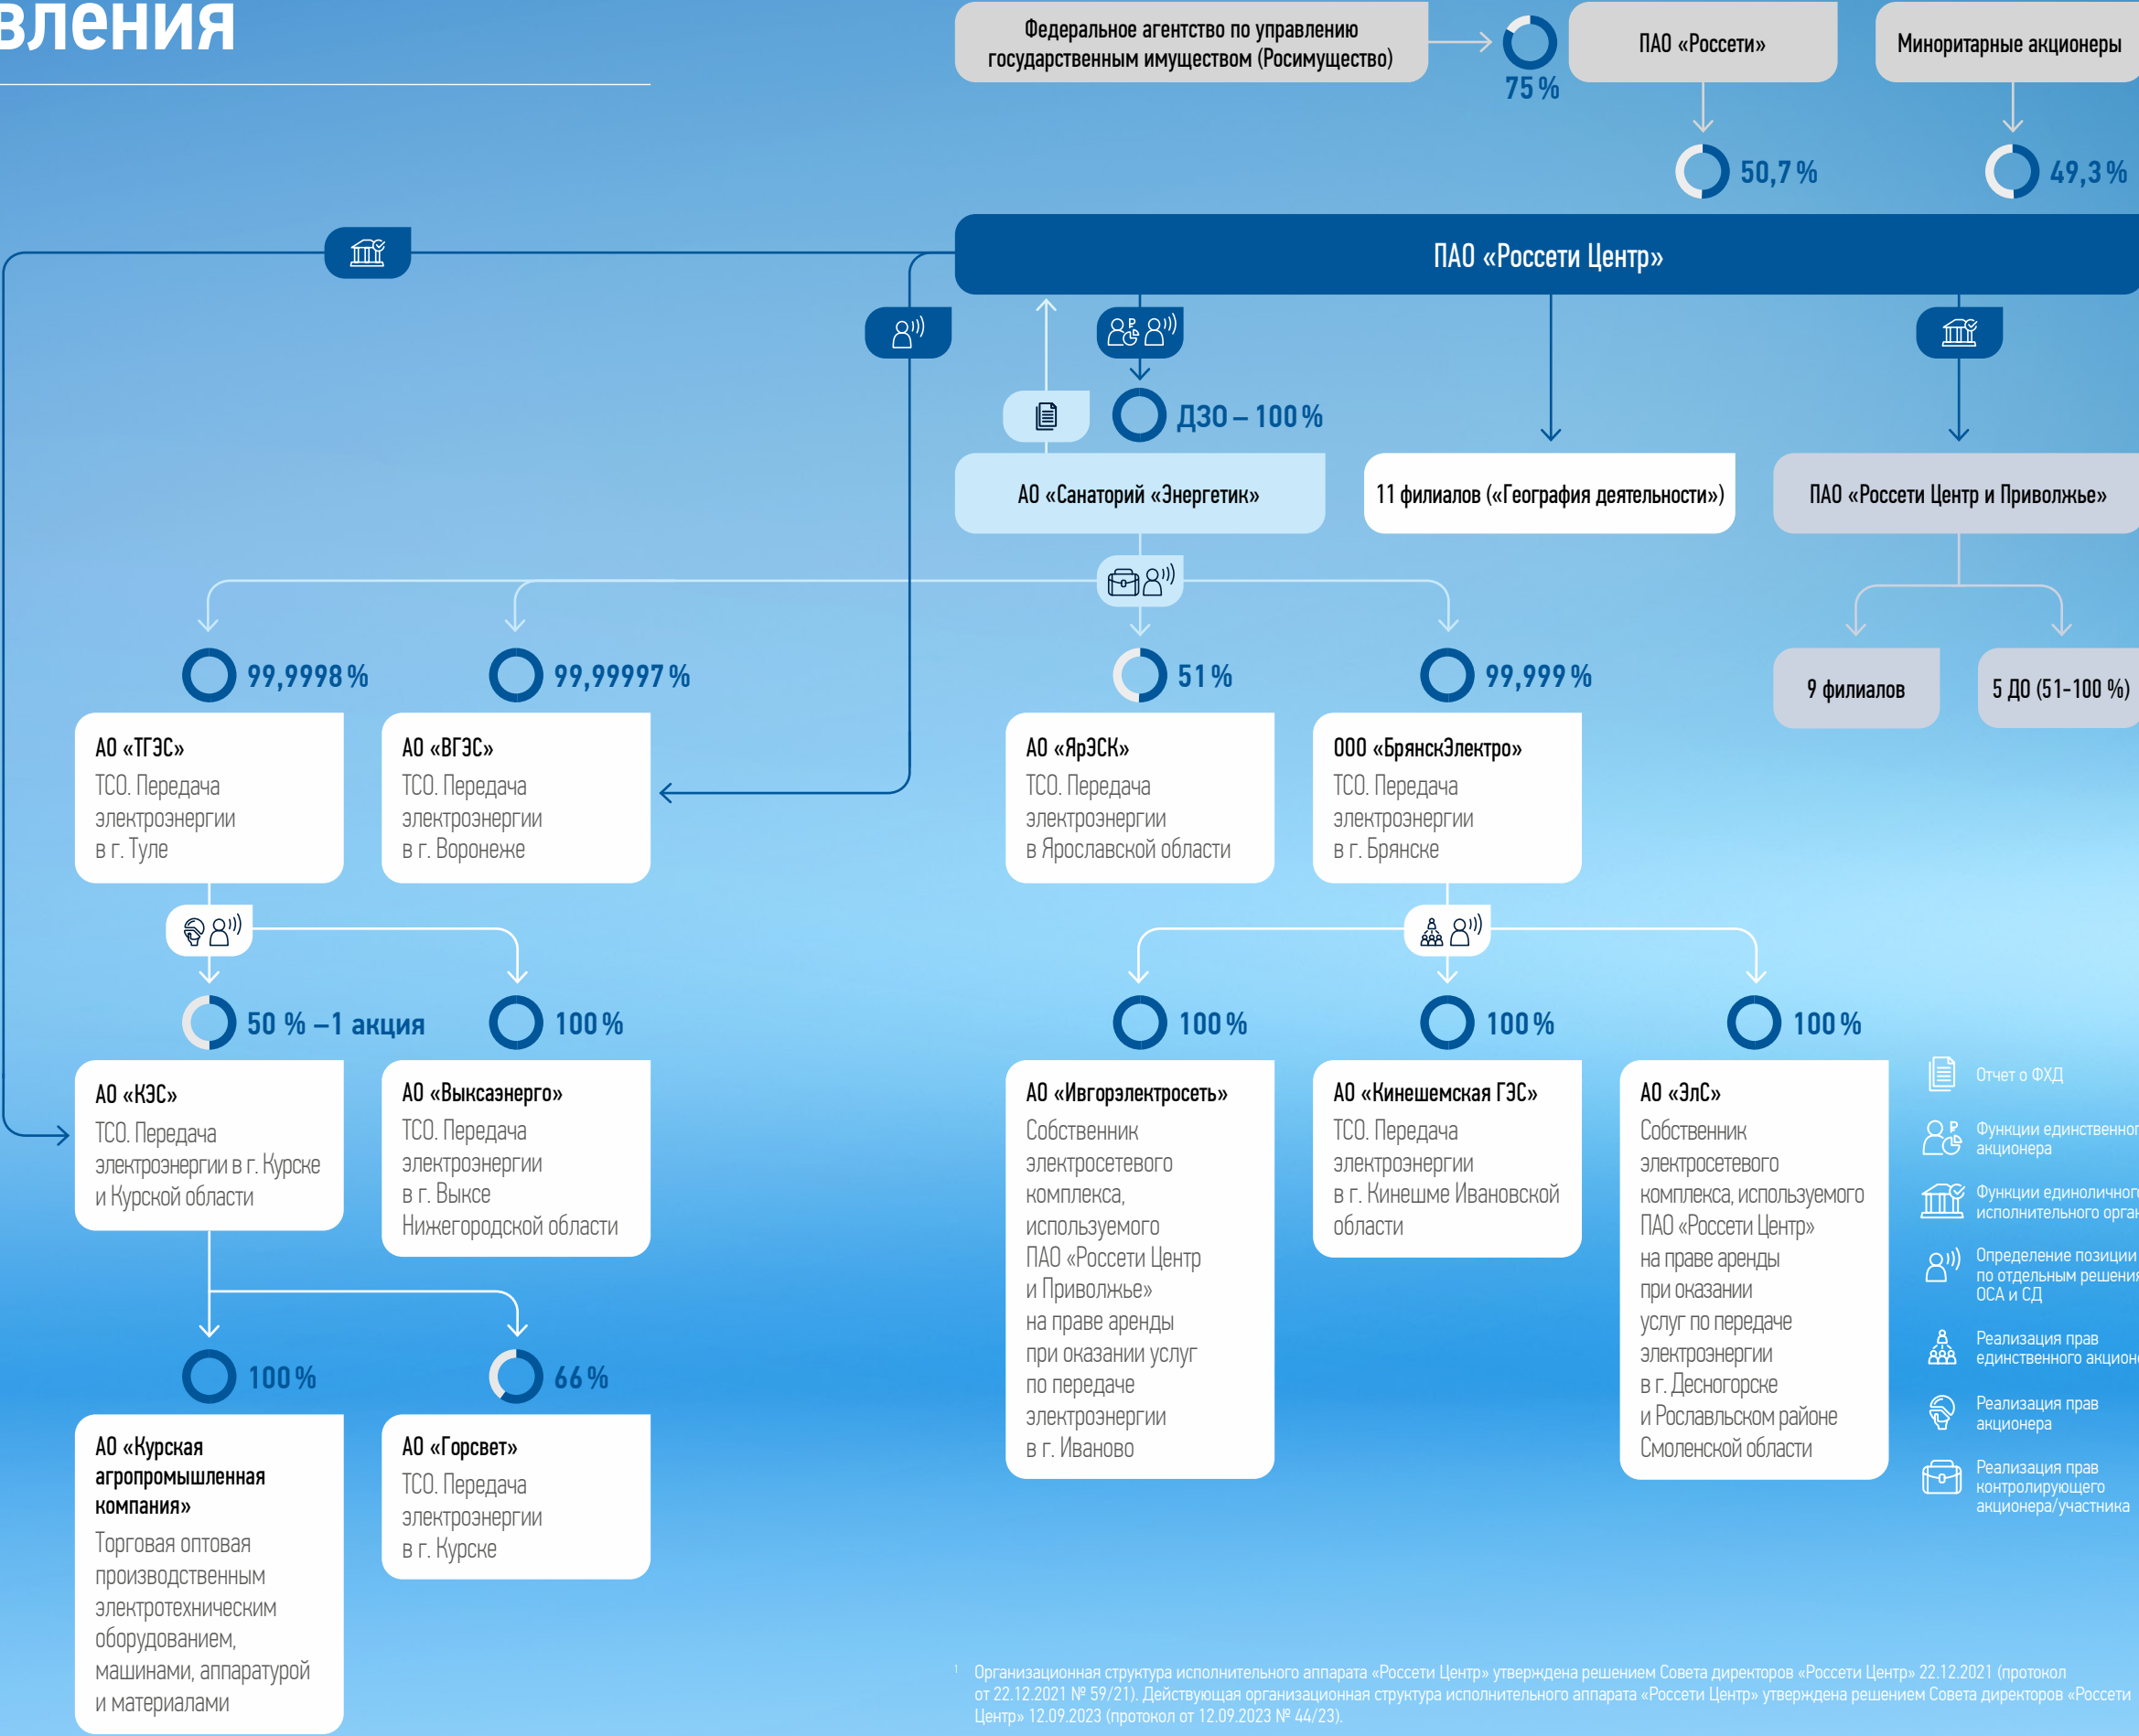 вления
Федеральное агентство по управлению
государственным имуществом (Росимущество)
75 %
ПАО «Россети»
Миноритарные акционеры
50,7 %
49,3 %
ПАО «Россети Центр»
ДЗО – 100 %
АО «Санаторий «Энергетик»
11 филиалов («География деятельности»)
ПАО «Россети Центр и Приволжье»
9 филиалов
5 ДО (51-100 %)
99,9998 %
АО «ТГЭС»
ТСО. Передача
электроэнергии
в г. Туле
99,99997 %
АО «ВГЭС»
ТСО. Передача
электроэнергии
в г. Воронеже
51 %
АО «ЯрЭСК»
ТСО. Передача
электроэнергии
в Ярославской области
99,999 %
ООО «БрянскЭлектро»
ТСО. Передача
электроэнергии
в г. Брянске
50 % –1 акция
АО «КЭС»
ТСО. Передача
электроэнергии в г. Курске
и Курской области
100 %
АО «Выксаэнерго»
ТСО. Передача
электроэнергии
в г. Выксе
Нижегородской области
100 %
АО «Ивгорэлектросеть»
Собственник
электросетевого
комплекса,
используемого
ПАО «Россети Центр
и Приволжье»
на праве аренды
при оказании услуг
по передаче
электроэнергии
в г. Иваново
100 %
АО «Кинешемская ГЭС»
ТСО. Передача
электроэнергии
в г. Кинешме Ивановской
области
100 %
АО «ЭлС»
Собственник
электросетевого
комплекса, используемого
ПАО «Россети Центр»
на праве аренды
при оказании
услуг по передаче
электроэнергии
в г. Десногорске
и Рославльском районе
Смоленской области
100 %
АО «Курская
агропромышленная
компания»
Торговая оптовая
производственным
электротехническим
оборудованием,
машинами, аппаратурой
и материалами
66 %
АО «Горсвет»
ТСО. Передача
электроэнергии
в г. Курске
Отчет о ФХД
Функции единственног
акционера
Функции единоличног
исполнительного орган
Определение позиции
по отдельным решения
ОСА и СД
Реализация прав
единственного акционе
Реализация прав
акционера
Реализация прав
контролирующего
акционера/участника
1 Организационная структура исполнительного аппарата «Россети Центр» утверждена решением Совета директоров «Россети Центр» 22.12.2021 (протокол
от 22.12.2021 № 59/21). Действующая организационная структура исполнительного аппарата «Россети Центр» утверждена решением Совета директоров «Россети
Центр» 12.09.2023 (протокол от 12.09.2023 № 44/23).